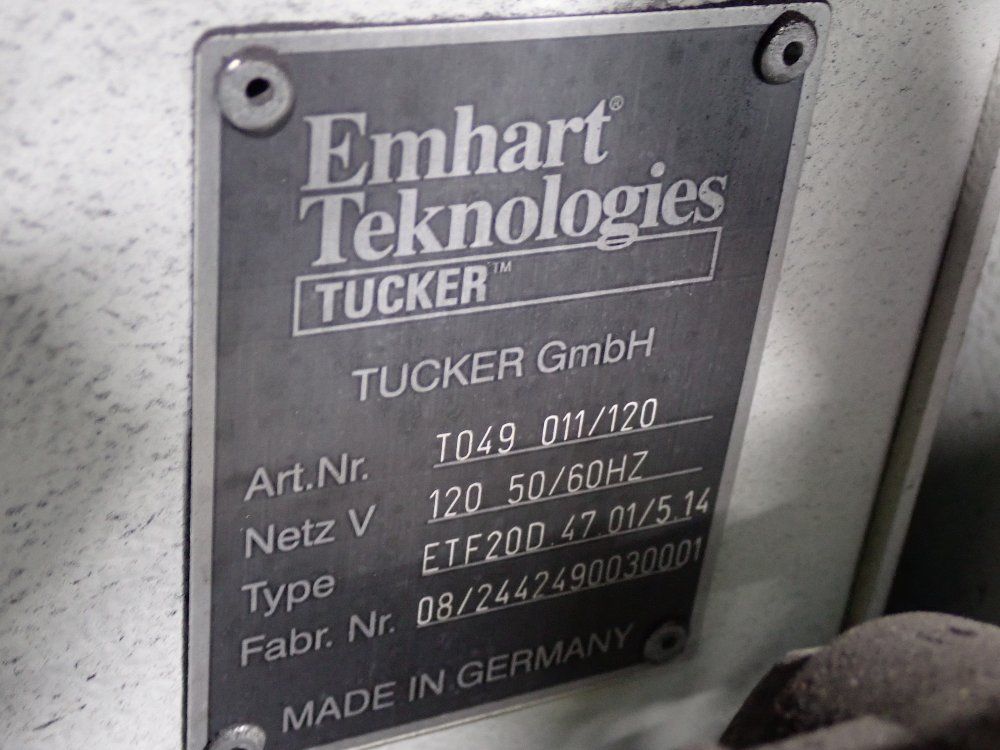 Emhart®
Teknologies
TUCKER™
TUCKER GmbH
Art.Nr. T049 011/120
Netz V 120 50/60HZ
Type ETF20D.47.01/5.14
Fabr. Nr. 08/2442490030001
MADE IN GERMANY